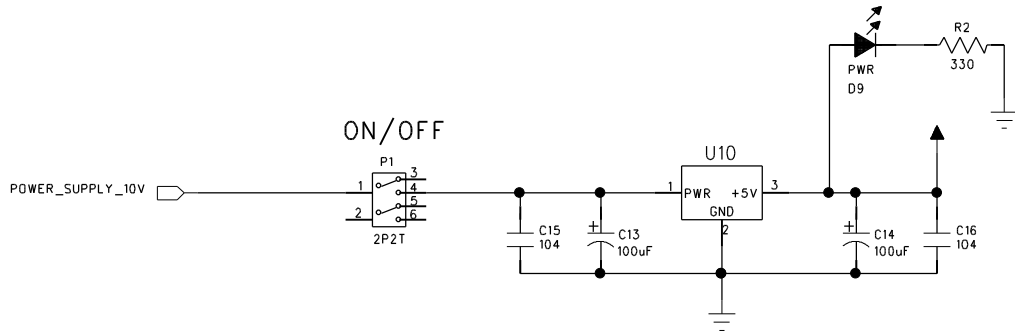 R2
330
PWR
D9
ON/OFF
P1
3
1
4
5
2
6
2P2T
POWER_SUPPLY_10V
U10
1
PWR
+5V
3
GND
2
C15
104
+
C13
100uF
+
C14
100uF
C16
104